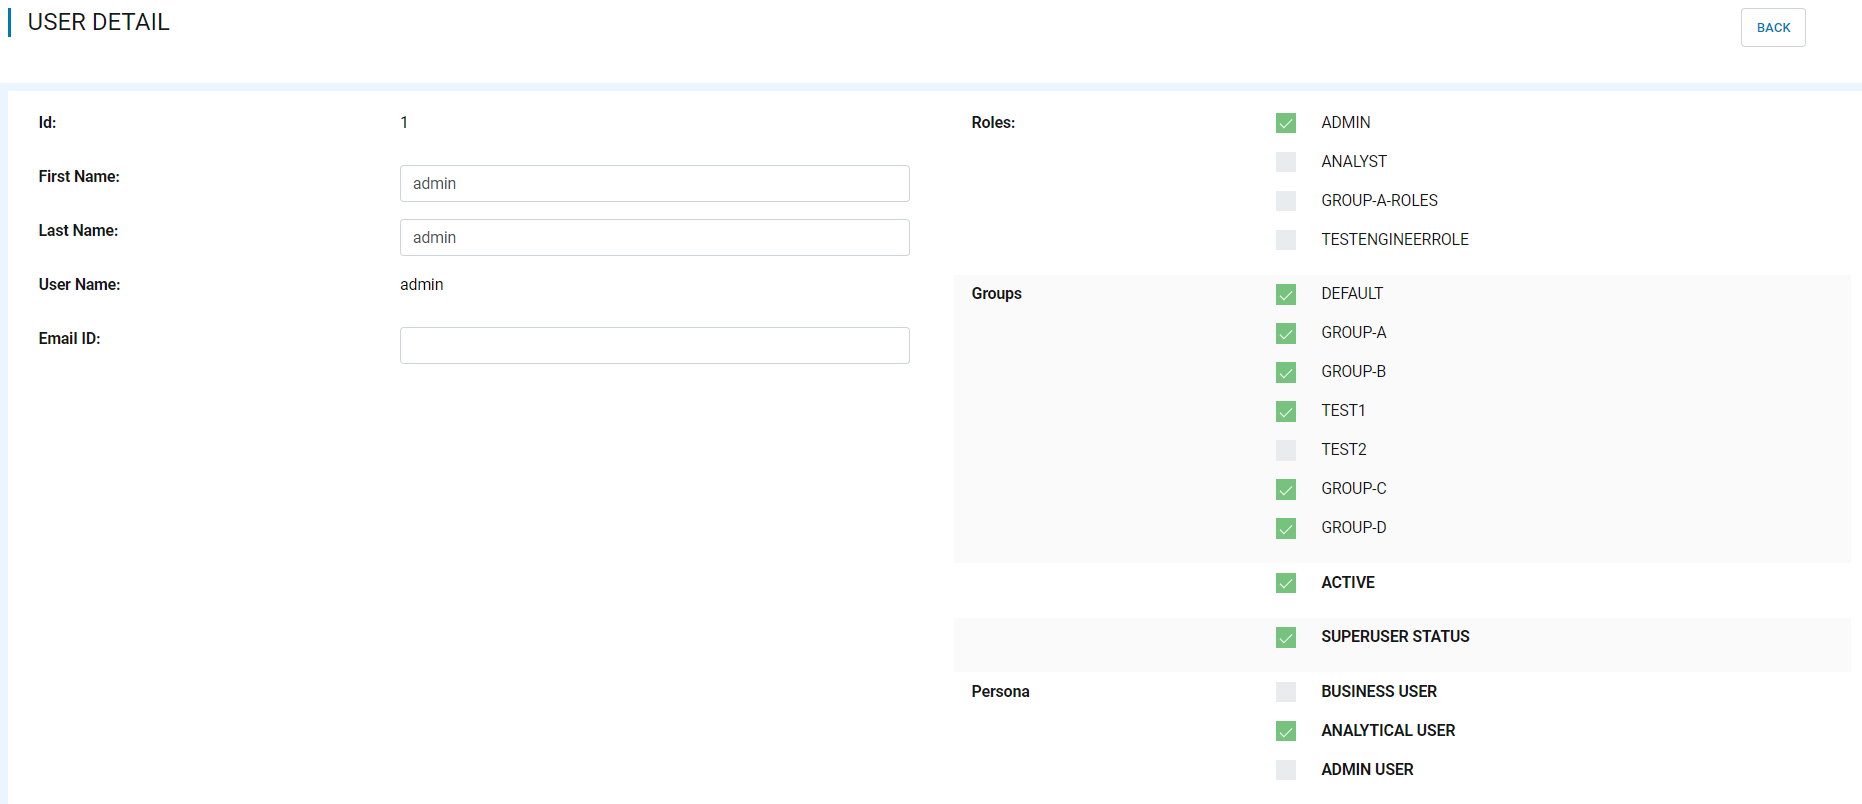 USER DETAIL
BACK
Id:
1
First Name:
admin
Last Name:
admin
User Name:
admin
Email ID:
Roles:
ADMIN
ANALYST
GROUP-A-ROLES
TESTENGINEERROLE
Groups
DEFAULT
GROUP-A
GROUP-B
TEST1
TEST2
GROUP-C
GROUP-D
ACTIVE
SUPERUSER STATUS
Persona
BUSINESS USER
ANALYTICAL USER
ADMIN USER